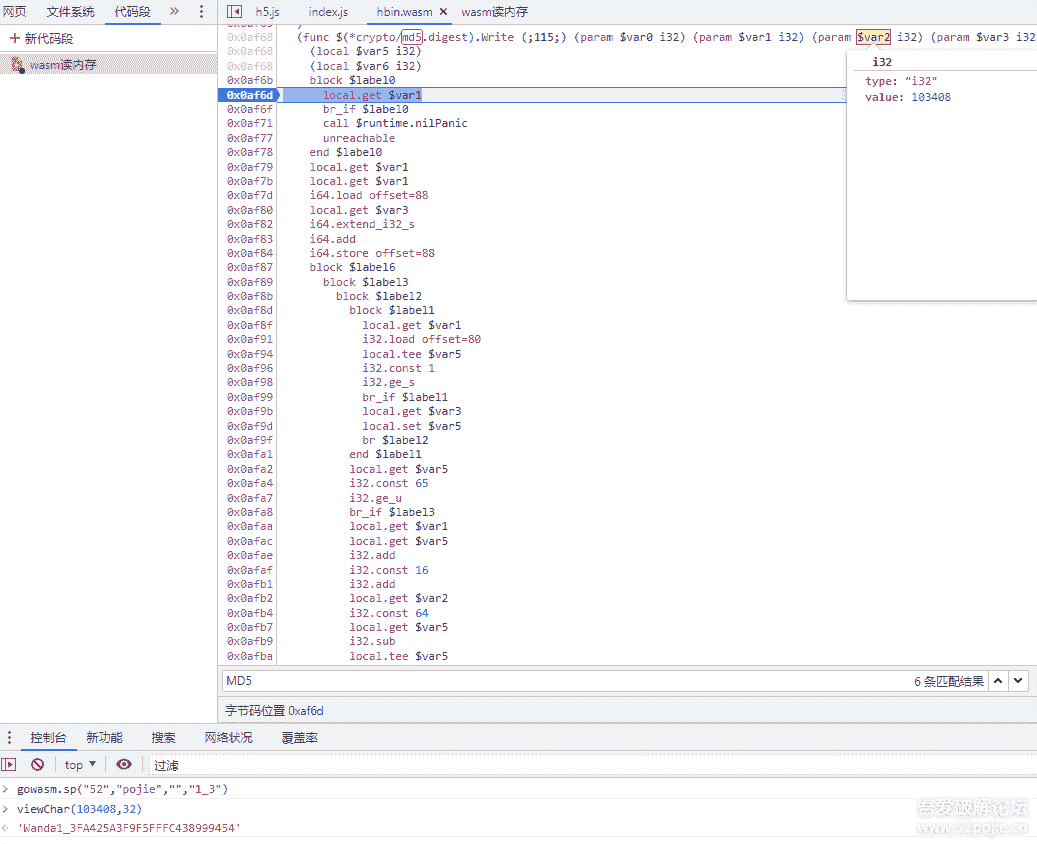 网页 文件系统 代码段 h5.js index.js hbin.wasm wasm读内存
新代码段
wasm读内存
0x0af68 (func $(*crypto/md5.digest).Write (;115;) (param $var0 i32) (param $var1 i32) (param $var2 i32) (param $var3 i32
0x0af68 (local $var5 i32)
0x0af68 (local $var6 i32)
0x0af6b block $label0
0x0af6d local.get $var1
0x0af6f br_if $label0
0x0af71 call $runtime.nilPanic
0x0af77 unreachable
0x0af78 end $label0
0x0af79 local.get $var1
0x0af7b local.get $var1
0x0af7d i64.load offset=88
0x0af80 local.get $var3
0x0af82 i64.extend_i32_s
0x0af83 i64.add
0x0af84 i64.store offset=88
0x0af87 block $label6
0x0af89 block $label3
0x0af8b block $label2
0x0af8d block $label1
0x0af8f local.get $var1
0x0af91 i32.load offset=80
0x0af94 local.tee $var5
0x0af96 i32.const 1
0x0af98 i32.ge_s
0x0af99 br_if $label1
0x0af9b local.get $var3
0x0af9d local.set $var5
0x0af9f br $label2
0x0afa1 end $label1
0x0afa2 local.get $var5
0x0afa4 i32.const 65
0x0afa7 i32.ge_u
0x0afa8 br_if $label3
0x0afaa local.get $var1
0x0afac local.get $var5
0x0afae i32.add
0x0afaf i32.const 16
0x0afb1 i32.add
0x0afb2 local.get $var2
0x0afb4 i32.const 64
0x0afb7 local.get $var5
0x0afb9 i32.sub
0x0afba local.tee $var5
i32
type: "i32"
value: 103408
MD5 6 条匹配结果
字节码位置 0xaf6d
控制台 新功能 搜索 网络状况 覆盖率
top 过滤
gowasm.sp("52","pojie","","1_3")
viewChar(103408,32)
'Wanda1_3FA425A3F9F5FFFC438999454'
吾爱破解论坛
www.52pojie.cn